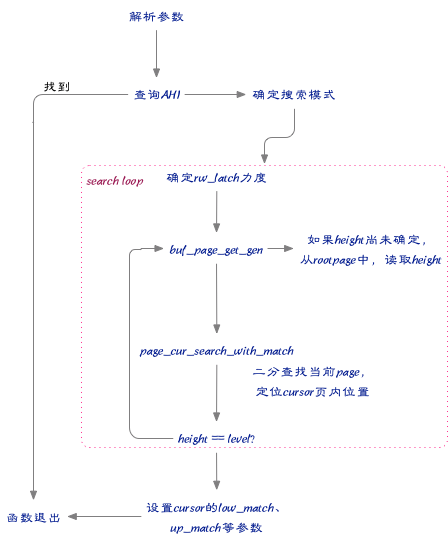 解析参数
找到
查询AHI
确定搜索模式
search loop
确定rw_latch力度
buf_page_get_gen
如果height尚未确定，
从rootpage中，读取height
page_cur_search_with_match
二分查找当前page，
定位cursor页内位置
height == level?
设置cursor的low_match、
up_match等参数
函数退出